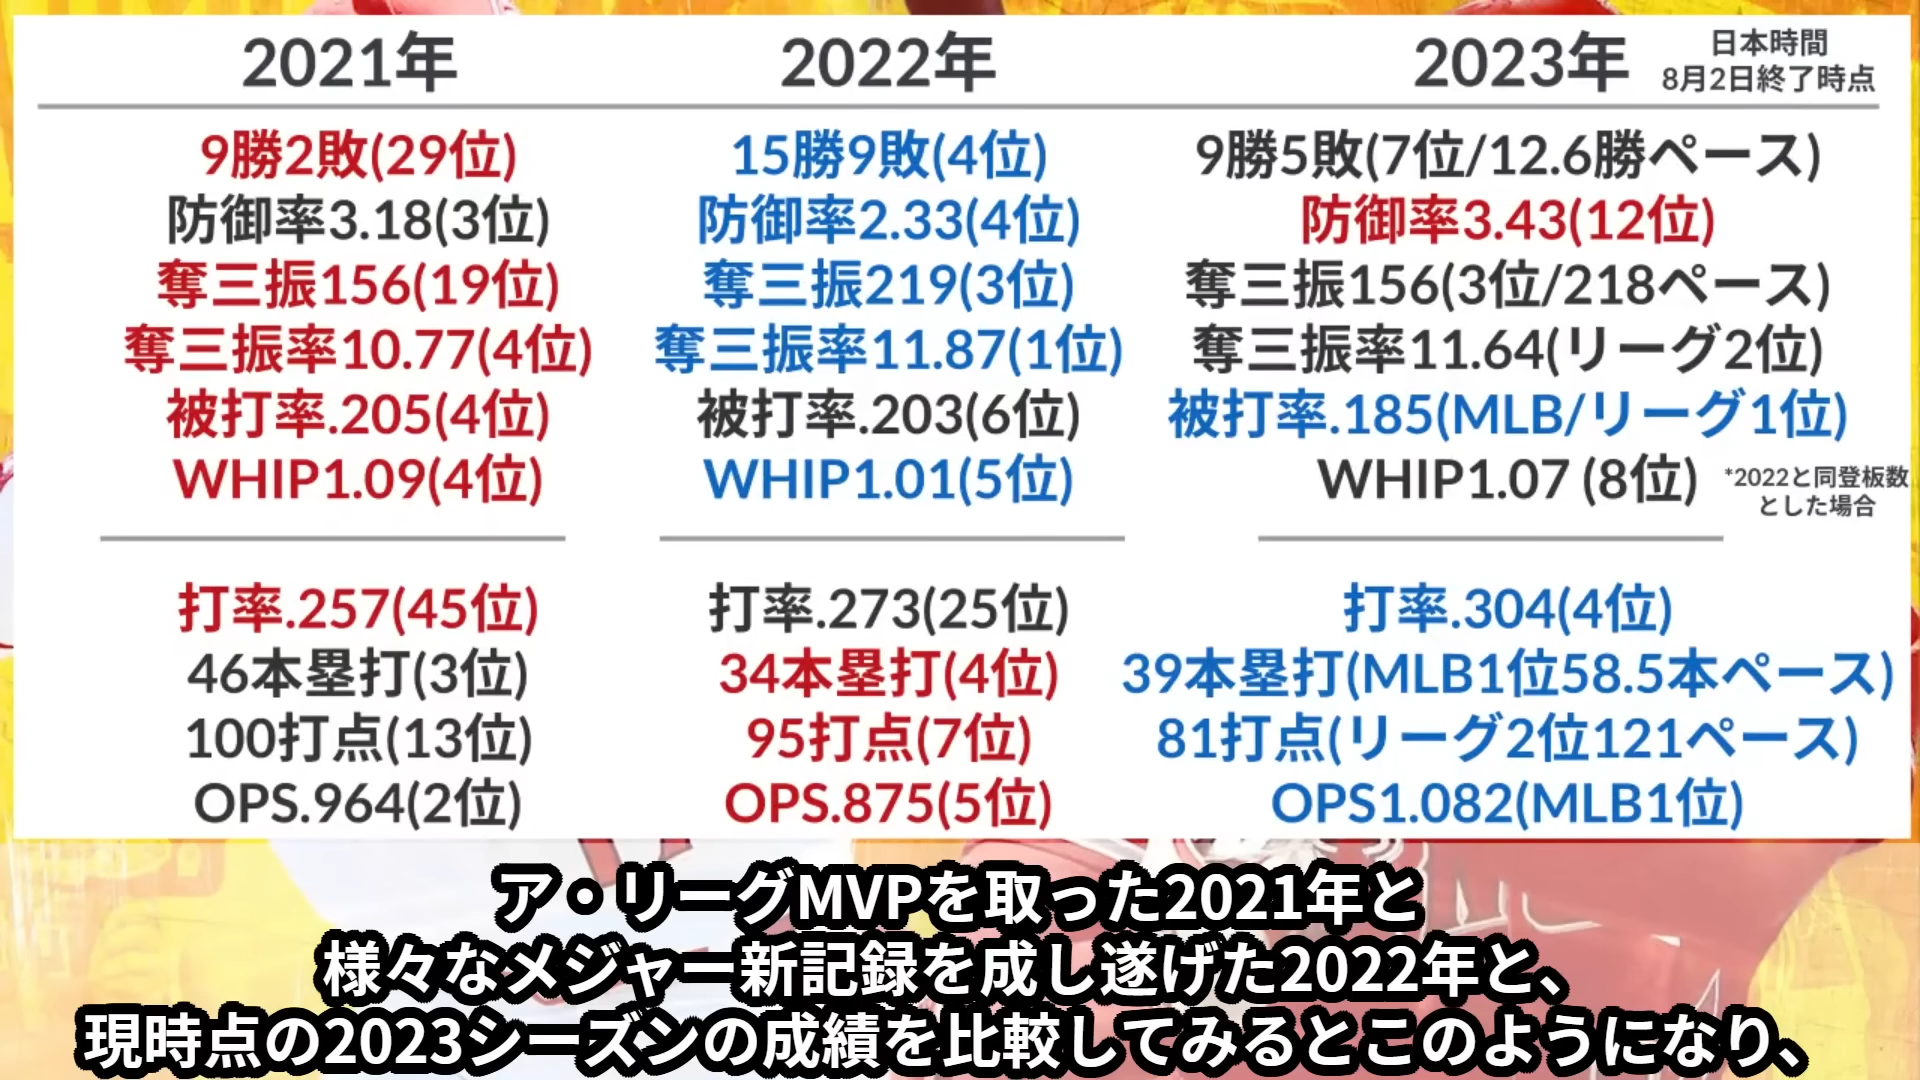 2021年
2022年
2023年
日本時間
8月2日終了時点
9勝2敗(29位)
防御率3.18(3位)
奪三振156(19位)
奪三振率10.77(4位)
被打率.205(4位)
WHIP1.09(4位)
15勝9敗(4位)
防御率2.33(4位)
奪三振219(3位)
奪三振率11.87(1位)
被打率.203(6位)
WHIP1.01(5位)
9勝5敗(7位/12.6勝ペース)
防御率3.43(12位)
奪三振156(3位/218ペース)
奪三振率11.64(リーグ2位)
被打率.185(MLB/リーグ1位)
WHIP1.07 (8位)
*2022と同登板数
とした場合
打率.257(45位)
46本塁打(3位)
100打点(13位)
OPS.964(2位)
打率.273(25位)
34本塁打(4位)
95打点(7位)
OPS.875(5位)
打率.304(4位)
39本塁打(MLB1位58.5本ペース)
81打点(リーグ2位121ペース)
OPS1.082(MLB1位)
ア・リーグMVPを取った2021年と
様々なメジャー新記録を成し遂げた2022年と、
現時点の2023シーズンの成績を比較してみるとこのようになり、